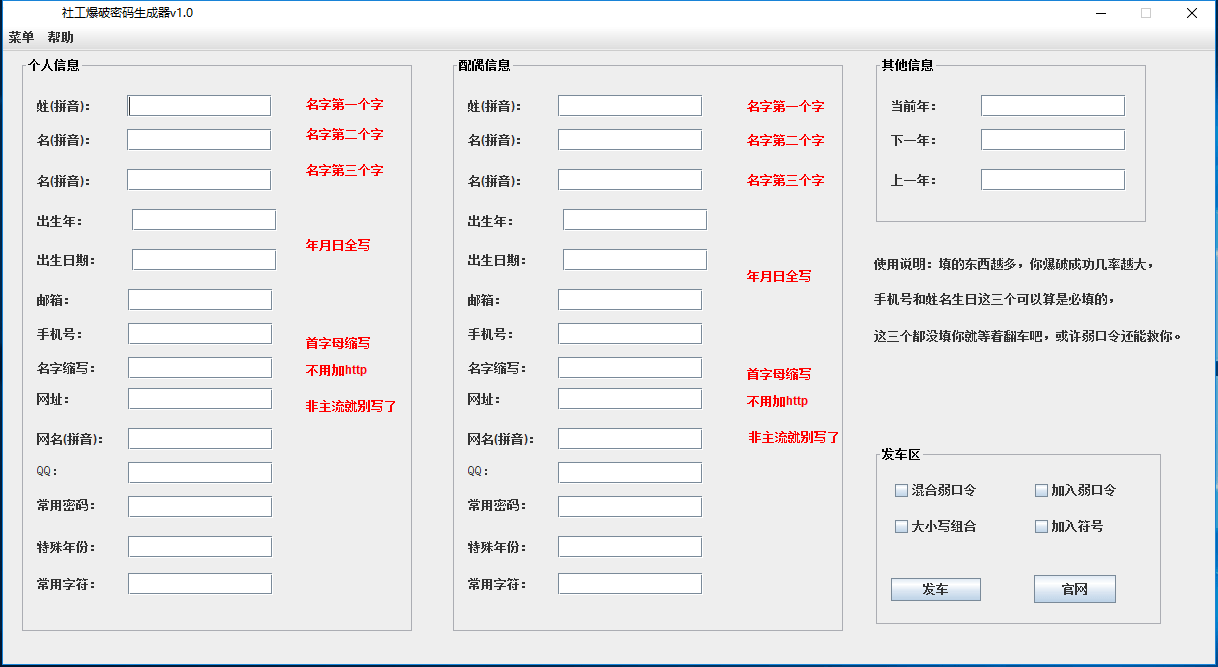 社工爆破密码生成器v1.0
菜单 帮助
个人信息
姓(拼音): 名字第一个字
名(拼音): 名字第二个字
名(拼音): 名字第三个字
出生年:
年月日全写
出生日期:
邮箱:
手机号:
首字母缩写
名字缩写: 不用加http
网址: 非主流就别写了
网名(拼音):
QQ:
常用密码:
特殊年份:
常用字符:
配偶信息
姓(拼音): 名字第一个字
名(拼音): 名字第二个字
名(拼音): 名字第三个字
出生年:
出生日期:
年月日全写
邮箱:
手机号:
名字缩写: 首字母缩写
网址: 不用加http
网名(拼音): 非主流就别写了
QQ:
常用密码:
特殊年份:
常用字符:
其他信息
当前年:
下一年:
上一年:
使用说明：填的东西越多，你爆破成功几率越大，
手机号和姓名生日这三个可以算是必填的，
这三个都没填你就等着翻车吧，或许弱口令还能救你。
发车区
混合弱口令 加入弱口令
大小写组合 加入符号
发车 官网